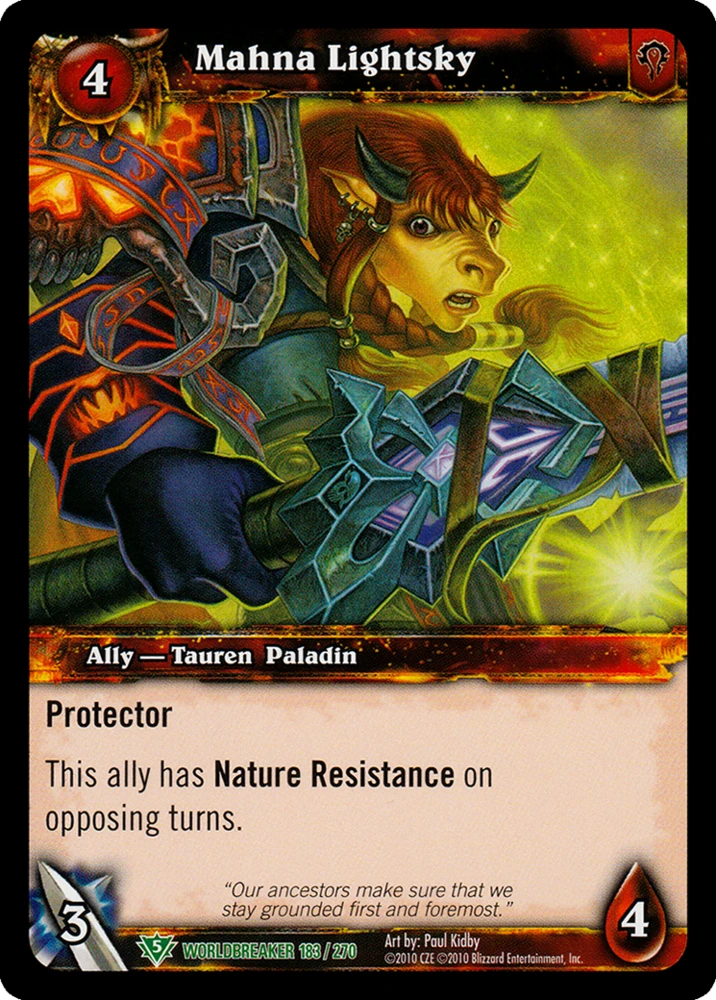 4
Mahna Lightsky
Ally — Tauren Paladin
Protector
This ally has Nature Resistance on
opposing turns.
"Our ancestors make sure that we
stay grounded first and foremost."
3
5
WORLDBREAKER 183 / 270
Art by: Paul Kidby
©2010 CZE ©2010 Blizzard Entertainment, Inc.
4